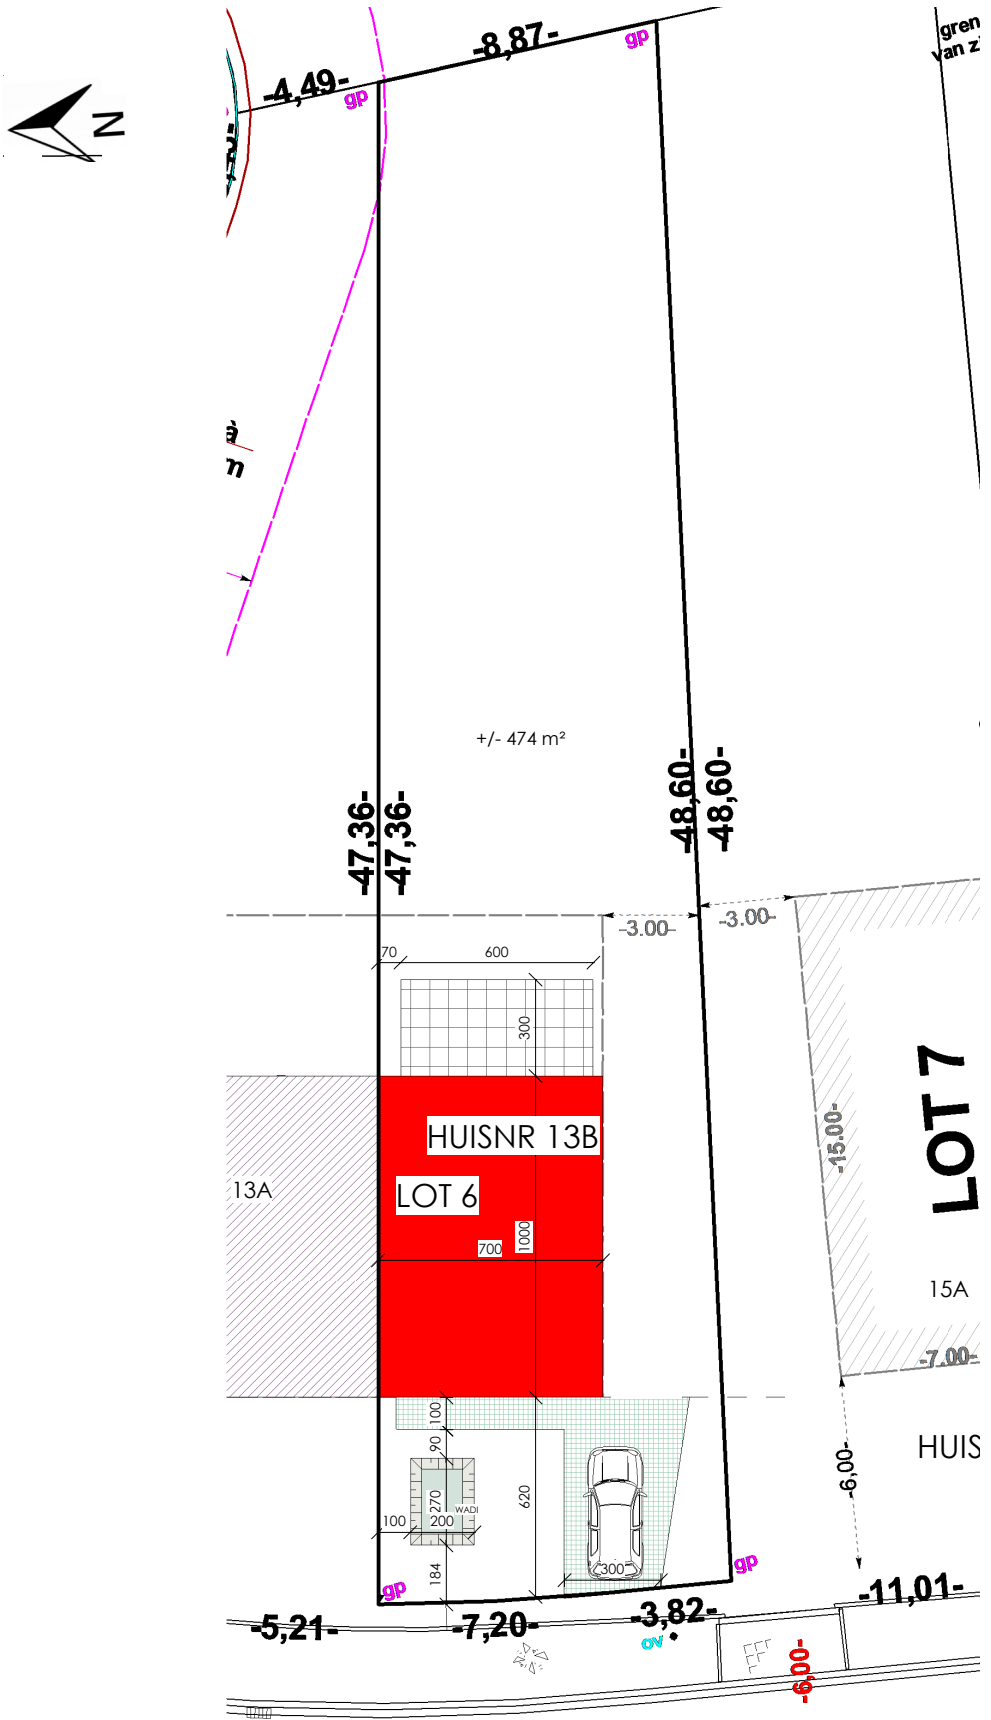 -8,87-
gp
gren
van z
-4,49-
gp
N
à
m
+/- 474 m²
-47,36-
-47,36-
-48,60-
-48,60-
-3.00-
-3.00-
70
600
300
HUISNR 13B
LOT 6
13A
1000
700
-15.00-
LOT 7
15A
-7.00-
HUIS
-6,00-
100
90
270
WADI
100
200
620
184
300
gp
gp
-5,21-
-7,20-
-3,82-
-11,01-
ov
-6,00-